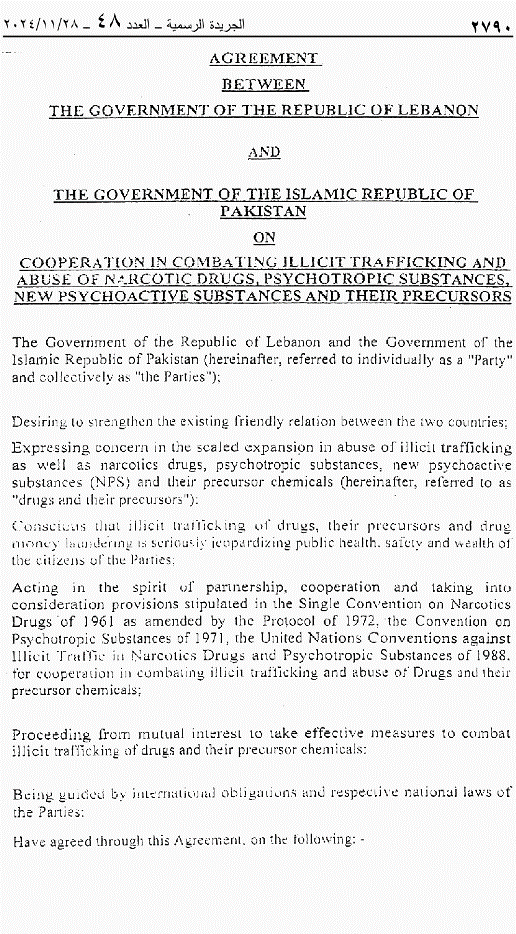 ٢٧٩٠ الجريدة الرسمية ـ العدد ٤٨ ـ ٢٠٢٤/١١/٢٨
AGREEMENT
BETWEEN
THE GOVERNMENT OF THE REPUBLIC OF LEBANON
AND
THE GOVERNMENT OF THE ISLAMIC REPUBLIC OF
PAKISTAN
ON
COOPERATION IN COMBATING ILLICIT TRAFFICKING AND
ABUSE OF NARCOTIC DRUGS, PSYCHOTROPIC SUBSTANCES,
NEW PSYCHOACTIVE SUBSTANCES AND THEIR PRECURSORS
The Government of the Republic of Lebanon and the Government of the
Islamic Republic of Pakistan (hereinafter, referred to individually as a "Party"
and collectively as "the Parties");
Desiring to strengthen the existing friendly relation between the two countries;
Expressing concern in the scaled expansion in abuse of illicit trafficking
as well as narcotics drugs, psychotropic substances, new psychoactive
substances (NPS) and their precursor chemicals (hereinafter, referred to as
"drugs and their precursors");
Conscious that illicit trafficking of drugs, their precursors and drug
money laundering is seriously jeopardizing public health, safety and wealth of
the citizens of the Parties;
Acting in the spirit of partnership, cooperation and taking into
consideration provisions stipulated in the Single Convention on Narcotics
Drugs of 1961 as amended by the Protocol of 1972, the Convention on
Psychotropic Substances of 1971, the United Nations Conventions against
Illicit Traffic in Narcotics Drugs and Psychotropic Substances of 1988,
for cooperation in combating illicit trafficking and abuse of Drugs and their
precursor chemicals;
Proceeding from mutual interest to take effective measures to combat
illicit trafficking of drugs and their precursor chemicals;
Being guided by international obligations and respective national laws of
the Parties;
Have agreed through this Agreement, on the following: -